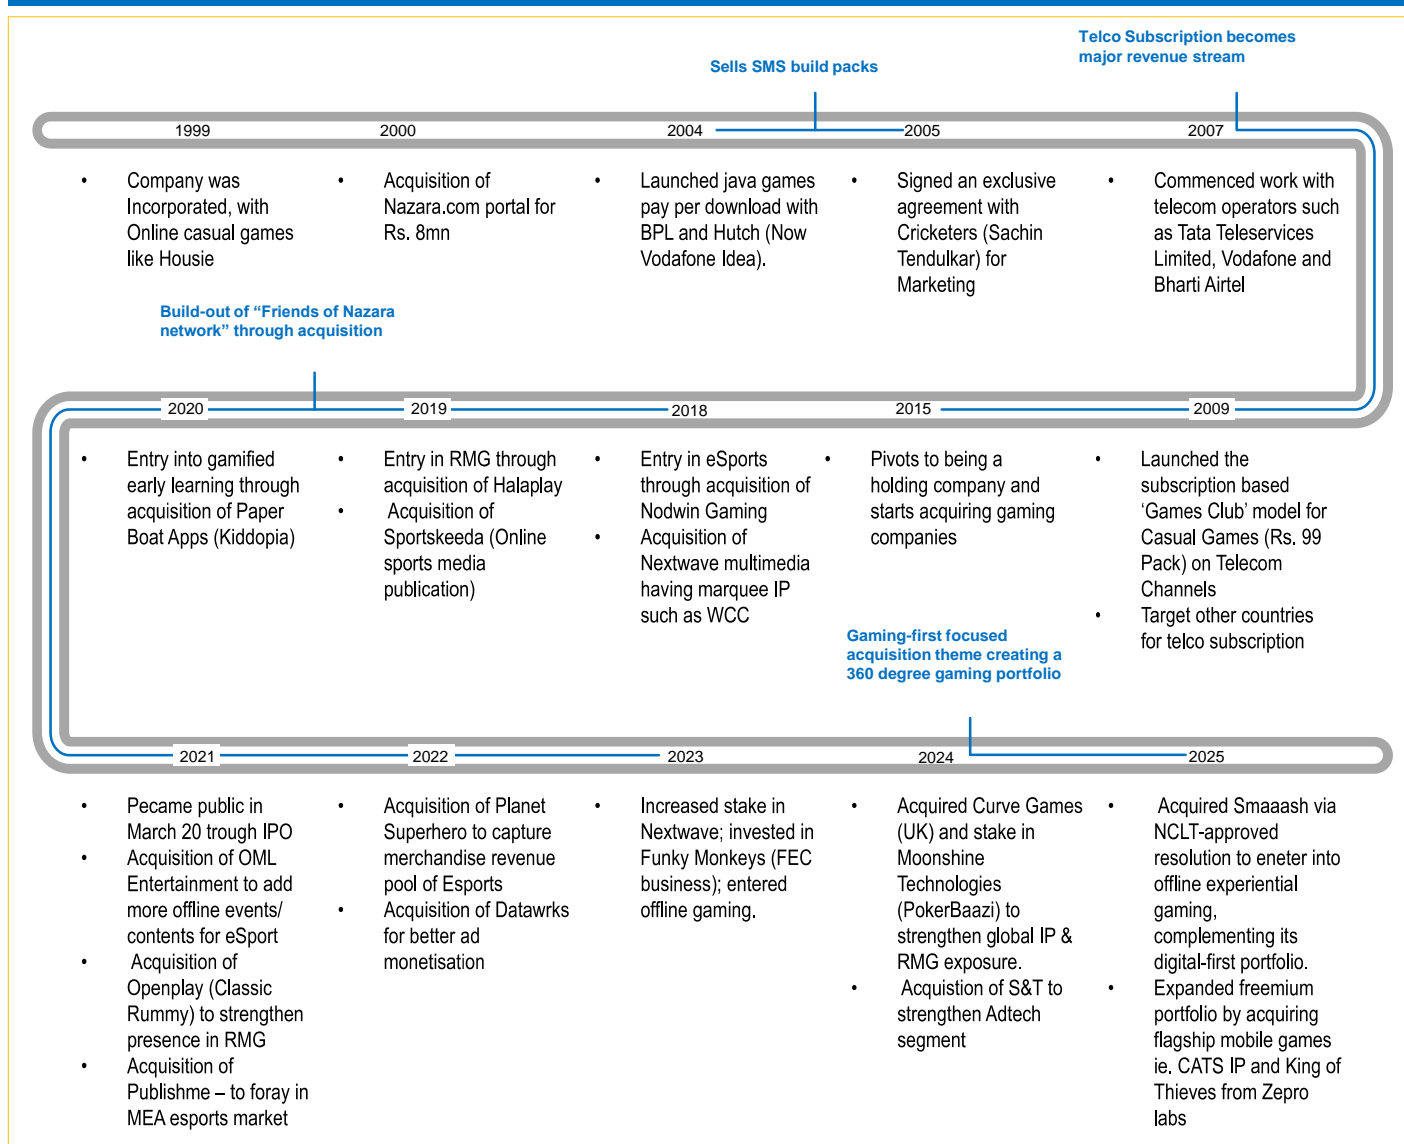 Telco Subscription becomes
major revenue stream
Sells SMS build packs
1999
2000
2004
2005
2007
• Company was
Incorporated, with
Online casual games
like Housie
• Acquisition of
Nazara.com portal for
Rs. 8mn
• Launched java games
pay per download with
BPL and Hutch (Now
Vodafone Idea).
• Signed an exclusive
agreement with
Cricketers (Sachin
Tendulkar) for
Marketing
• Commenced work with
telecom operators such
as Tata Teleservices
Limited, Vodafone and
Bharti Airtel
Build-out of “Friends of Nazara
network” through acquisition
2020
2019
2018
2015
2009
• Entry into gamified
early learning through
acquisition of Paper
Boat Apps (Kiddopia)
• Entry in RMG through
acquisition of Halaplay
• Acquisition of
Sportskeeda (Online
sports media
publication)
• Entry in eSports
through acquisition of
Nodwin Gaming
• Acquisition of
Nextwave multimedia
having marquee IP
such as WCC
• Pivots to being a
holding company and
starts acquiring gaming
companies
• Launched the
subscription based
‘Games Club’ model for
Casual Games (Rs. 99
Pack) on Telecom
Channels
• Target other countries
for telco subscription
Gaming-first focused
acquisition theme creating a
360 degree gaming portfolio
2021
2022
2023
2024
2025
• Pecame public in
March 20 trough IPO
• Acquisition of OML
Entertainment to add
more offline events/
contents for eSport
• Acquisition of
Openplay (Classic
Rummy) to strengthen
presence in RMG
• Acquisition of
Publishme – to foray in
MEA esports market
• Acquisition of Planet
Superhero to capture
merchandise revenue
pool of Esports
• Acquisition of Datawrks
for better ad
monetisation
• Increased stake in
Nextwave; invested in
Funky Monkeys (FEC
business); entered
offline gaming.
• Acquired Curve Games
(UK) and stake in
Moonshine
Technologies
(PokerBaazi) to
strengthen global IP &
RMG exposure.
• Acquistion of S&T to
strengthen Adtech
segment
• Acquired Smaaash via
NCLT-approved
resolution to eneter into
offline experiential
gaming,
complementing its
digital-first portfolio.
• Expanded freemium
portfolio by acquiring
flagship mobile games
ie. CATS IP and King of
Thieves from Zepro
labs